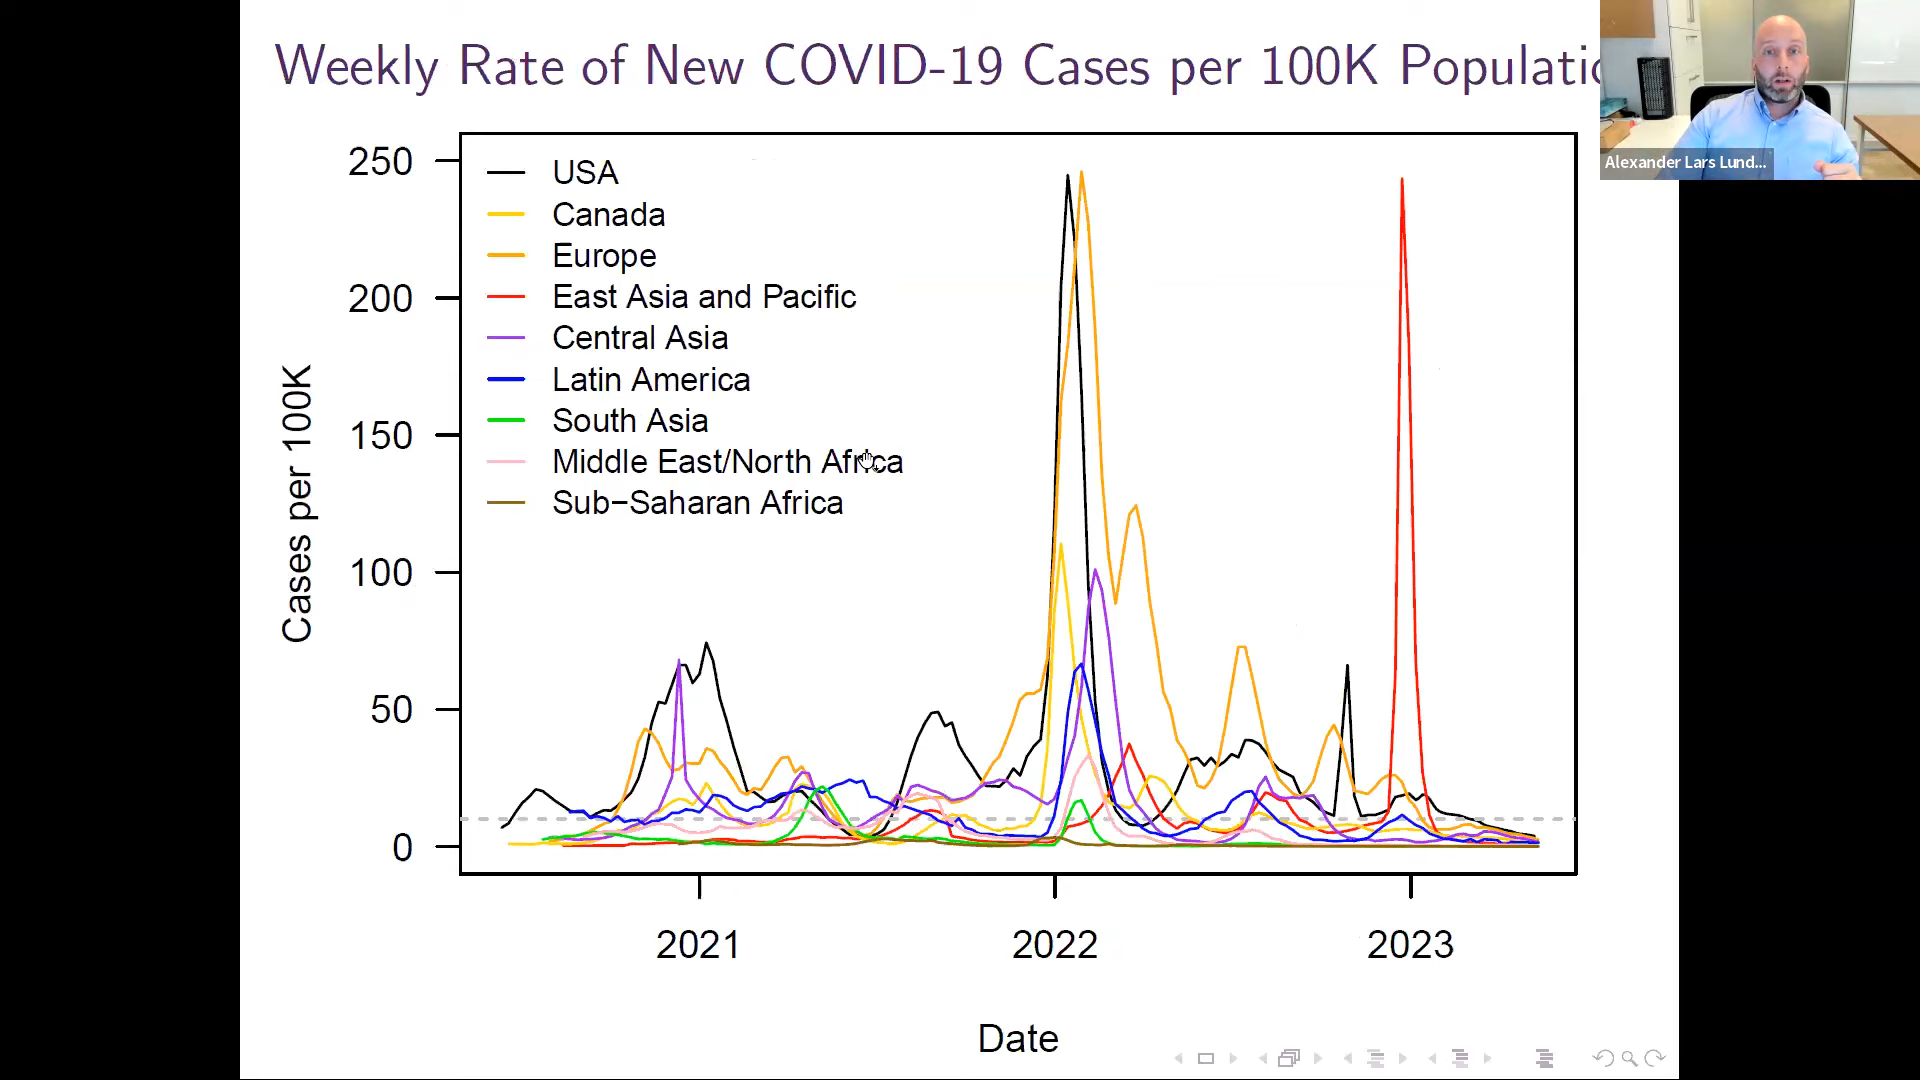 Weekly Rate of New COVID-19 Cases per 100K Populatio
Alexander Lars Lund...
250
200
150
100
50
0
Cases per 100K
USA
Canada
Europe
East Asia and Pacific
Central Asia
Latin America
South Asia
Middle East/North Africa
Sub−Saharan Africa
2021
2022
2023
Date